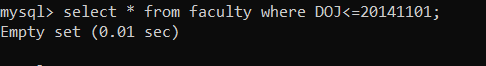 mysql> select * from faculty where DOJ<=20141101;
Empty set (0.01 sec)